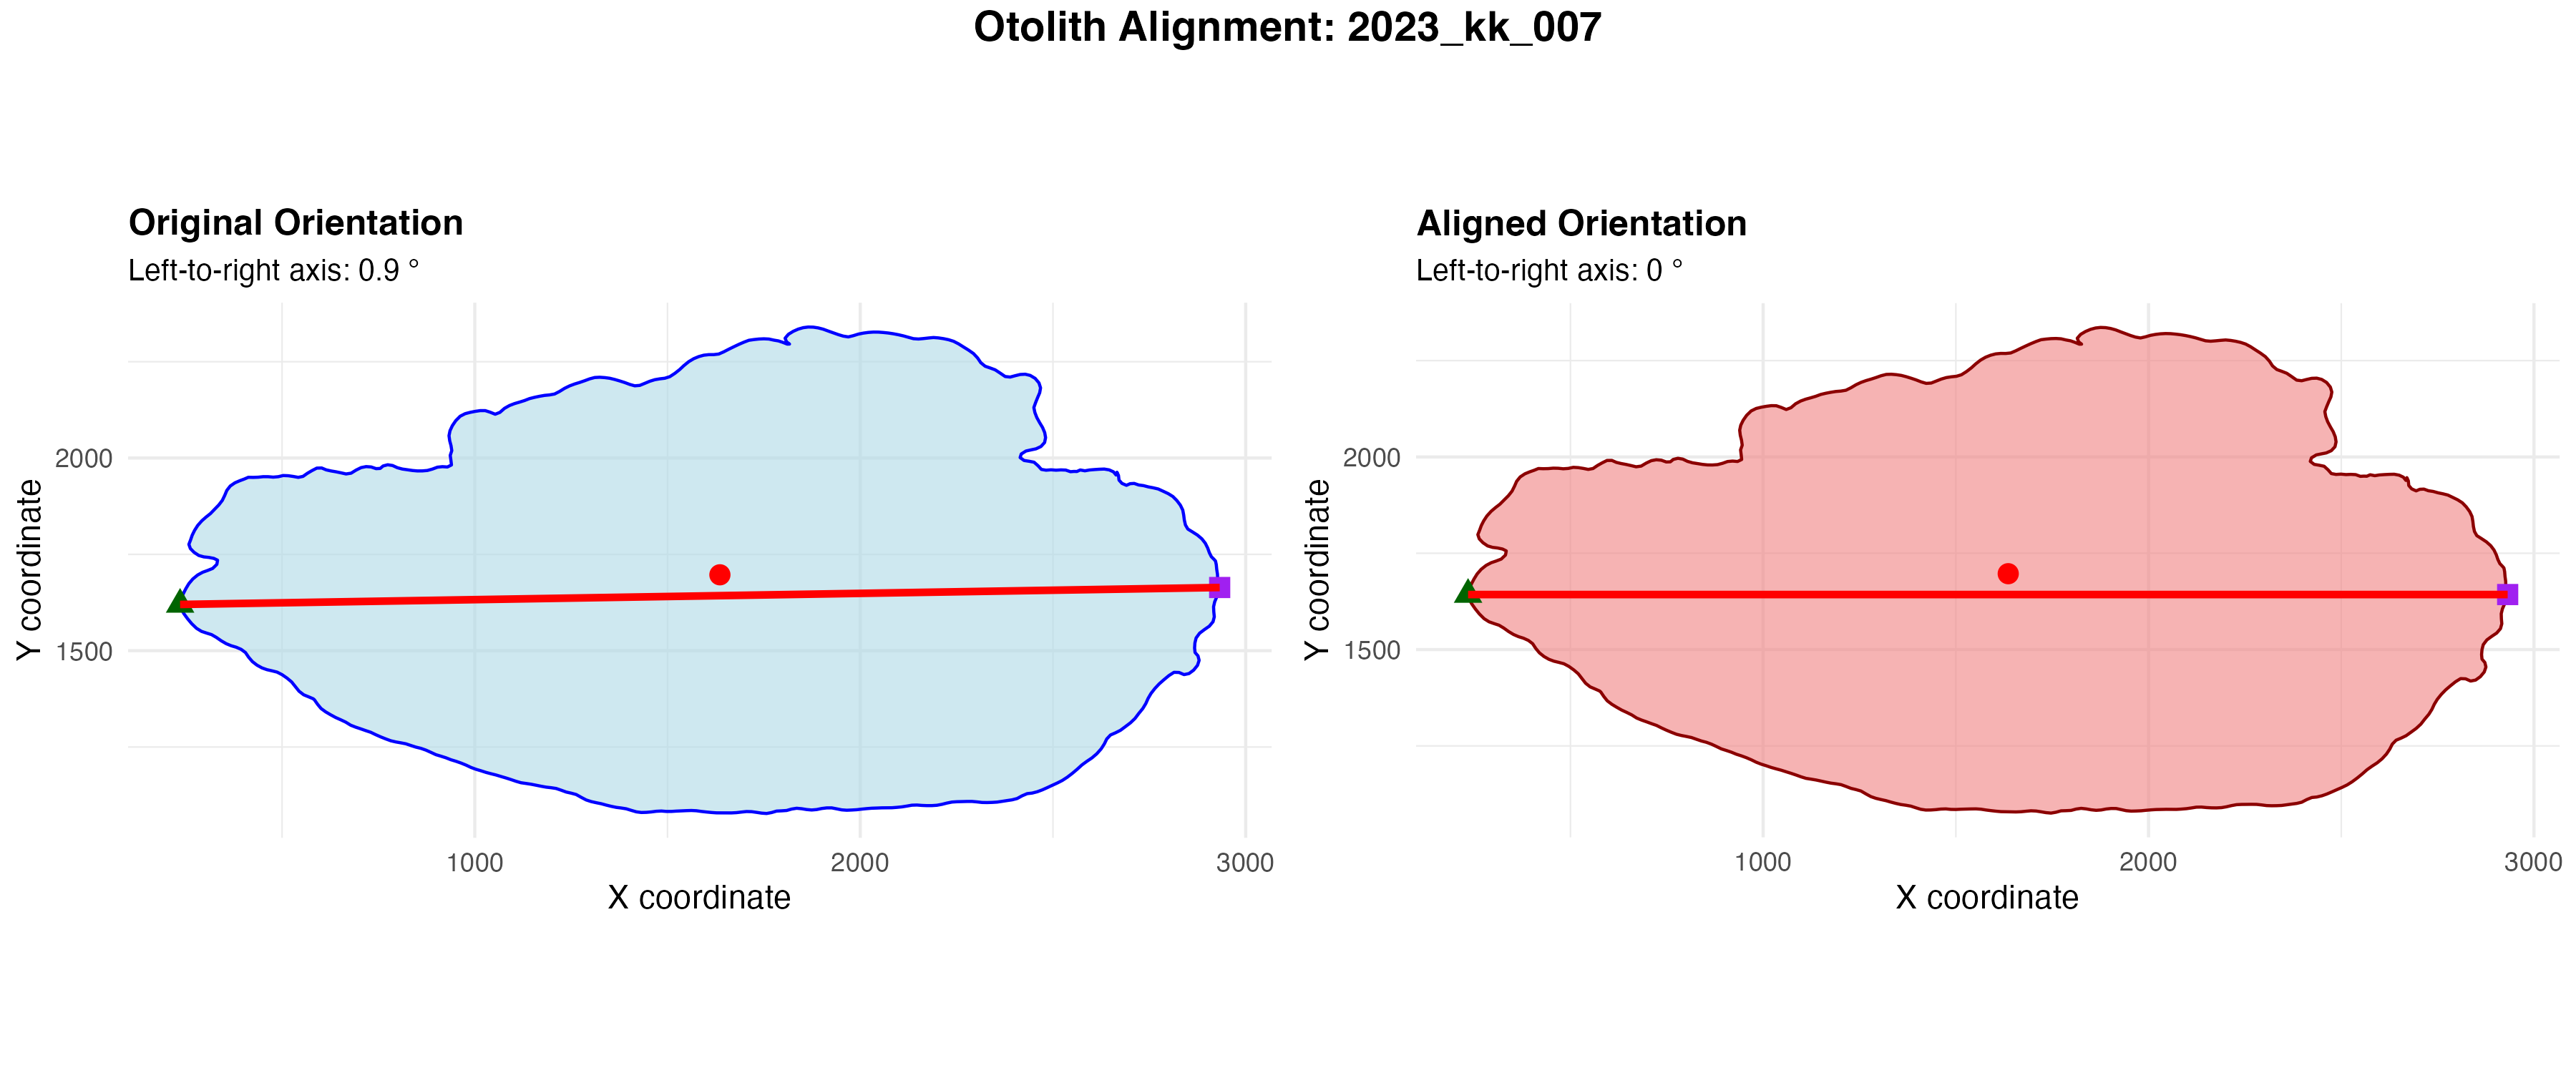 Otolith Alignment: 2023_kk_007
Original Orientation
Left-to-right axis: 0.9 °
Y coordinate
2000
1500
1000
2000
3000
X coordinate
Aligned Orientation
Left-to-right axis: 0 °
Y coordinate
2000
1500
1000
2000
3000
X coordinate